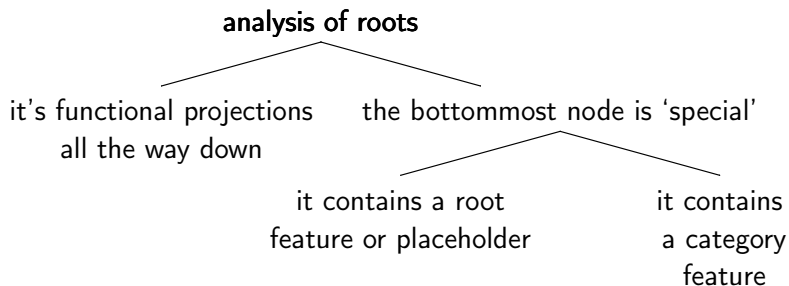 analysis of roots
it's functional projections
all the way down
the bottommost node is ‘special’
it contains a root
feature or placeholder
it contains
a category
feature